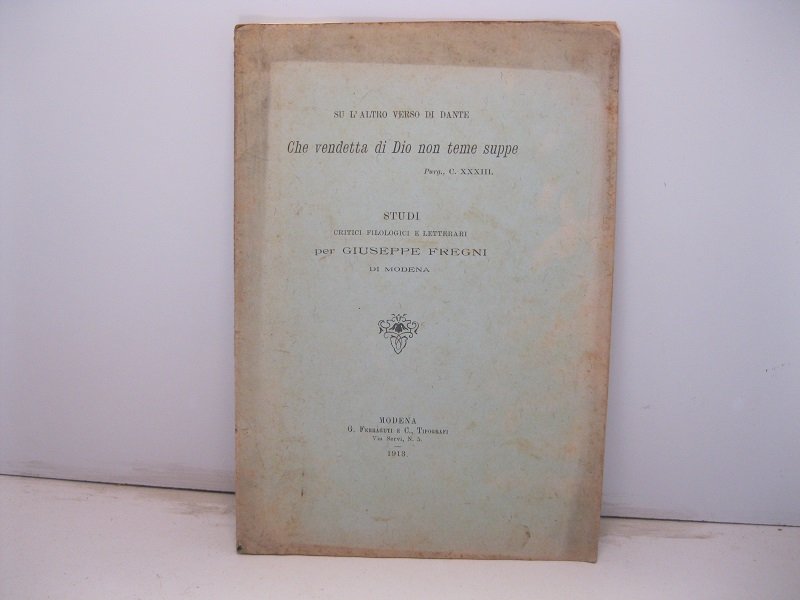 SU L'ALTRO VERSO DI DANTE
Che vendetta di Dio non teme suppe
Purg., C. XXXIII.
STUDI
CRITICI FILOLOGICI E LETTERARI
per GIUSEPPE FREGNI
DI MODENA
MODENA
G. FERRAGUTI E C., TIPOGRAFI
Via Servi, N. 5.
1913